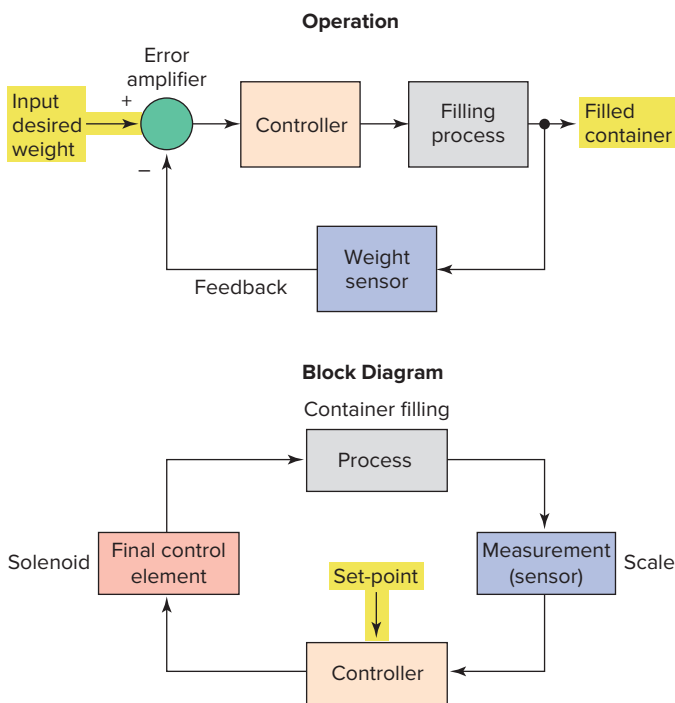 Operation
Error
amplifier
Input
desired
weight
+
−
Controller
Filling
process
Filled
container
Weight
sensor
Feedback
Block Diagram
Container filling
Process
Solenoid
Final control
element
Set-point
Measurement
(sensor)
Scale
Controller